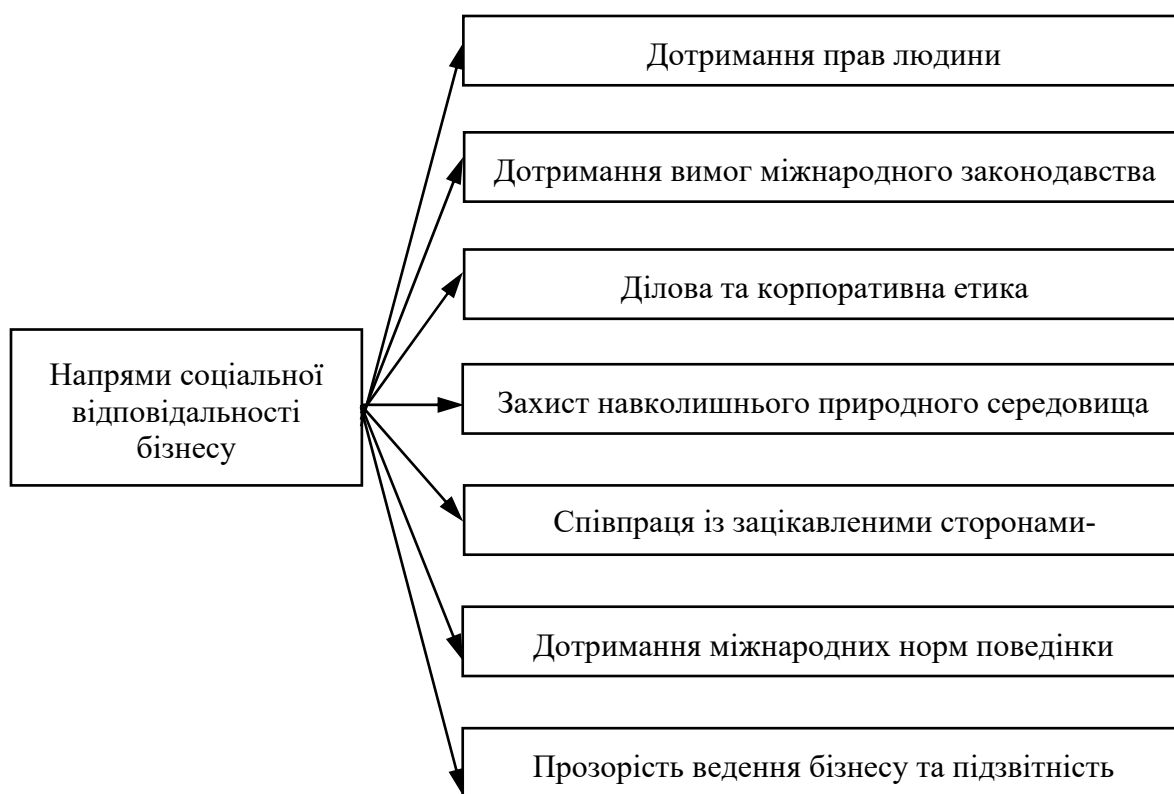 Дотримання прав людини
Дотримання вимог міжнародного законодавства
Ділова та корпоративна етика
Напрями соціальної
відповідальності
бізнесу
Захист навколишнього природного середовища
Співпраця із зацікавленими сторонами-
Дотримання міжнародних норм поведінки
Прозорість ведення бізнесу та підзвітність